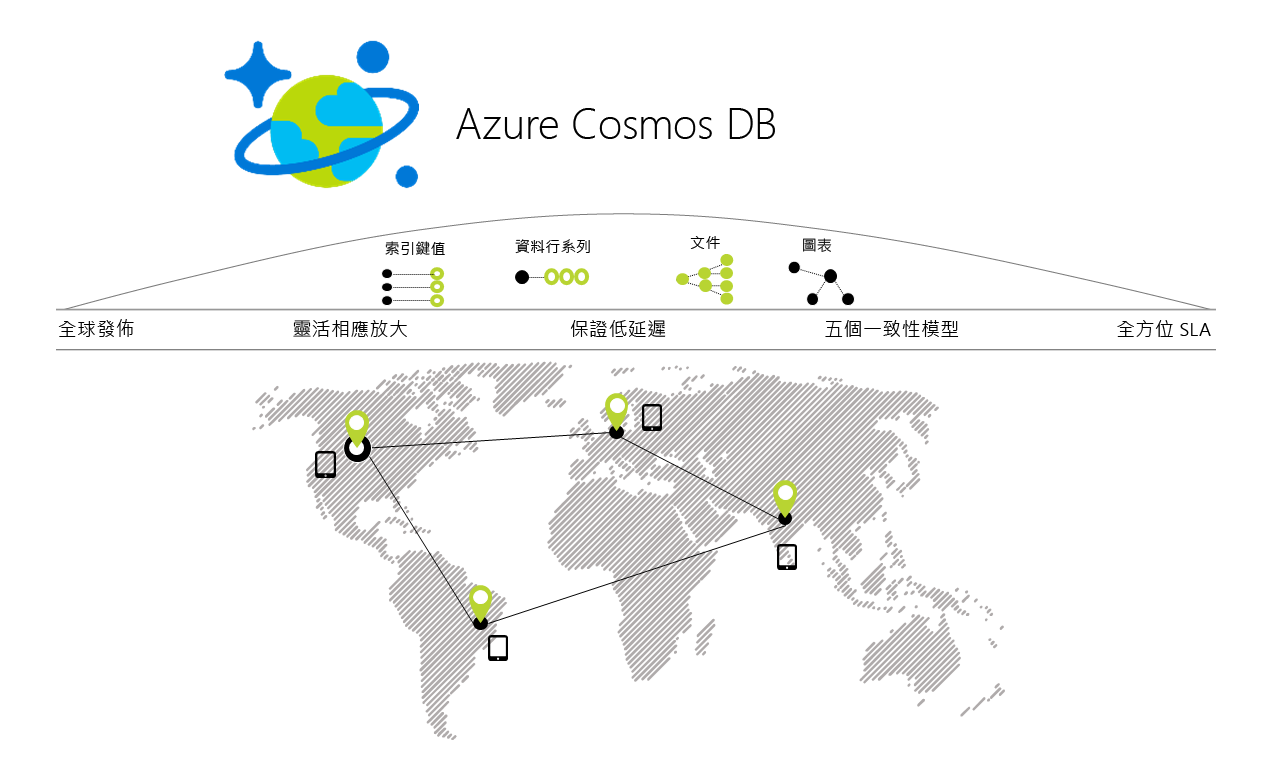 Azure Cosmos DB
索引鍵值
資料行系列
文件
圖表
全球發佈
靈活相應放大
保證低延遲
五個一致性模型
全方位 SLA